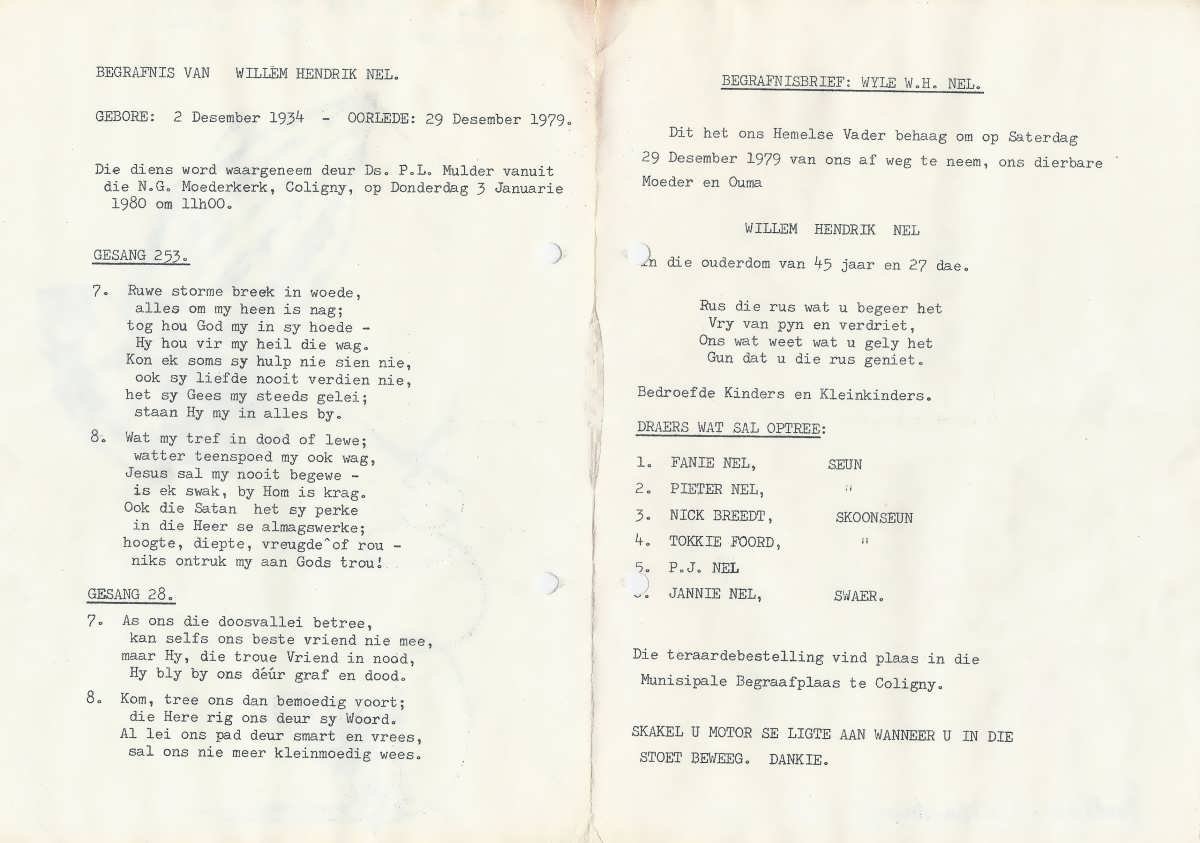 BEGRAFNIS VAN WILLEM HENDRIK NEL.
GEBORE: 2 Desember 1934 - OORLEDE: 29 Desember 1979.
Die diens word waargeneem deur Ds. P.L. Mulder vanuit
die N.G. Moederkerk, Coligny, op Donderdag 3 Januarie
1980 om 11h00.
GESANG 253.
7. Ruwe storme breek in woede,
alles om my heen is nag;
tog hou God my in sy hoede -
Hy hou vir my heil die wag.
Kon ek soms sy hulp nie sien nie,
ook sy liefde nooit verdien nie,
het sy Gees my steeds gelei;
staan Hy my in alles by.
8. Wat my tref in dood of lewe;
watter teenspoed my ook wag,
Jesus sal my nooit begewe -
is ek swak, by Hom is krag.
Ook die Satan het sy perke
in die Heer se almagswerke;
hoogte, diepte, vreugde^of rou -
niks ontruk my aan Gods trou!
GESANG 28.
7. As ons die doosvallei betree,
kan selfs ons beste vriend nie mee,
maar Hy, die troue Vriend in nood,
Hy bly by ons déúr graf en dood.
8. Kom, tree ons dan bemoedig voort;
die Here rig ons deur sy Woord.
Al lei ons pad deur smart en vrees,
sal ons nie meer kleinmoedig wees.
BEGRAFNISBRIEF: WYLE W.H. NEL.
Dit het ons Hemelse Vader behaag om op Saterdag
29 Desember 1979 van ons af weg te neem, ons dierbare
Moeder en Ouma
WILLEM HENDRIK NEL
in die ouderdom van 45 jaar en 27 dae.
Rus die rus wat u begeer het
Vry van pyn en verdriet,
Ons wat weet wat u gely het
Gun dat u die rus geniet.
Bedroefde Kinders en Kleinkinders.
DRAERS WAT SAL OPTREE:
1. FANIE NEL, SEUN
2. PIETER NEL, "
3. NICK BREEDT, SKOONSEUN
4. TOKKIE FOORD, "
5. P.J. NEL
JANNIE NEL, SWAER.
Die teraardebestelling vind plaas in die
Munisipale Begraafplaas te Coligny.
SKAKEL U MOTOR SE LIGTE AAN WANNEER U IN DIE
STOET BEWEEG. DANKIE.